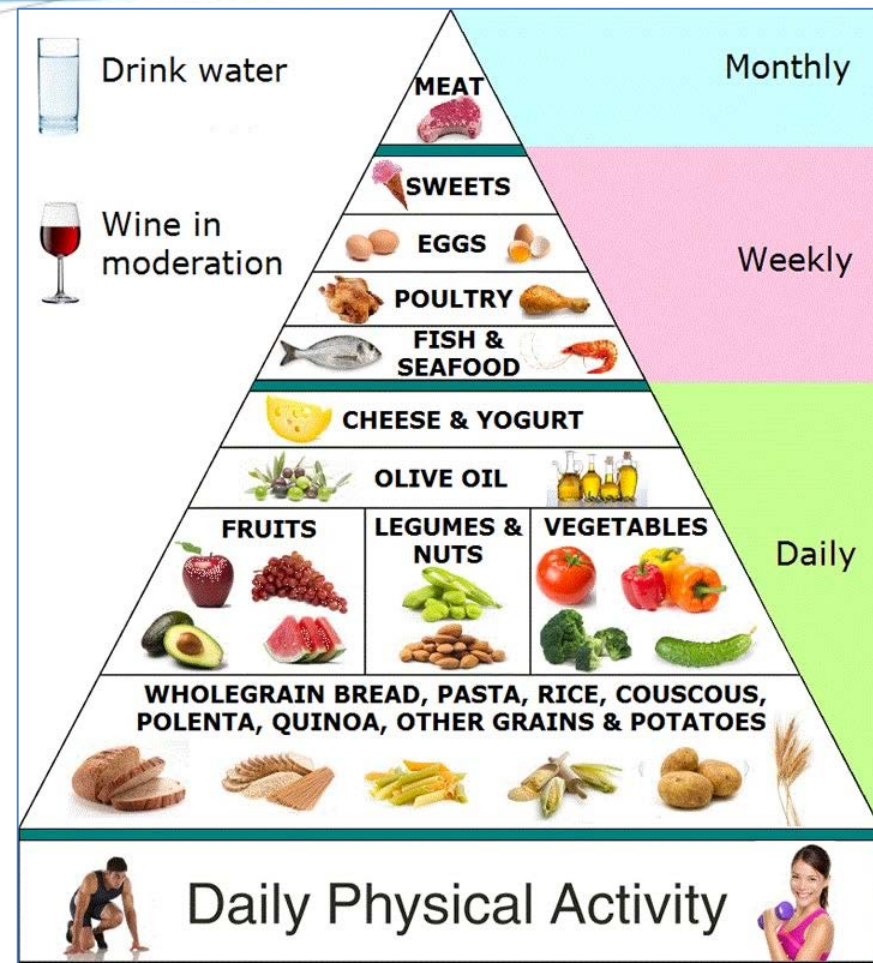 Drink water
Wine in
moderation
MEAT
SWEETS
EGGS
POULTRY
FISH &
SEAFOOD
CHEESE & YOGURT
OLIVE OIL
FRUITS
LEGUMES &
NUTS
VEGETABLES
WHOLEGRAIN BREAD, PASTA, RICE, COUSCOUS,
POLENTA, QUINOA, OTHER GRAINS & POTATOES
Monthly
Weekly
Daily
Daily Physical Activity